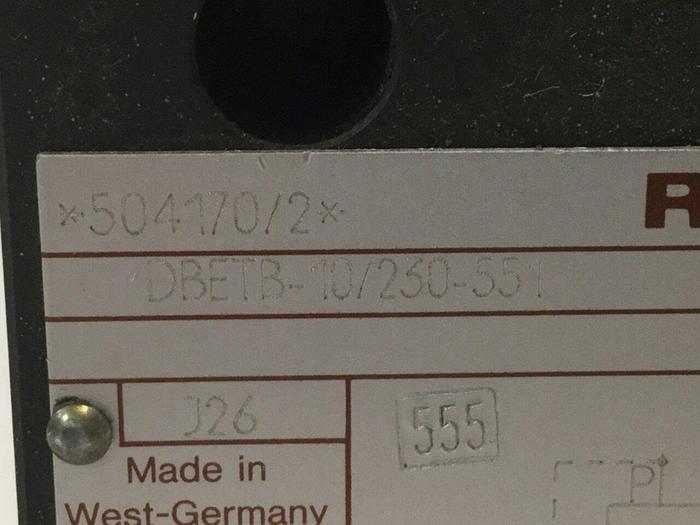 *504170/2*
R
DBETB-10/230-551
J26
555
Made in
P
West-Germany